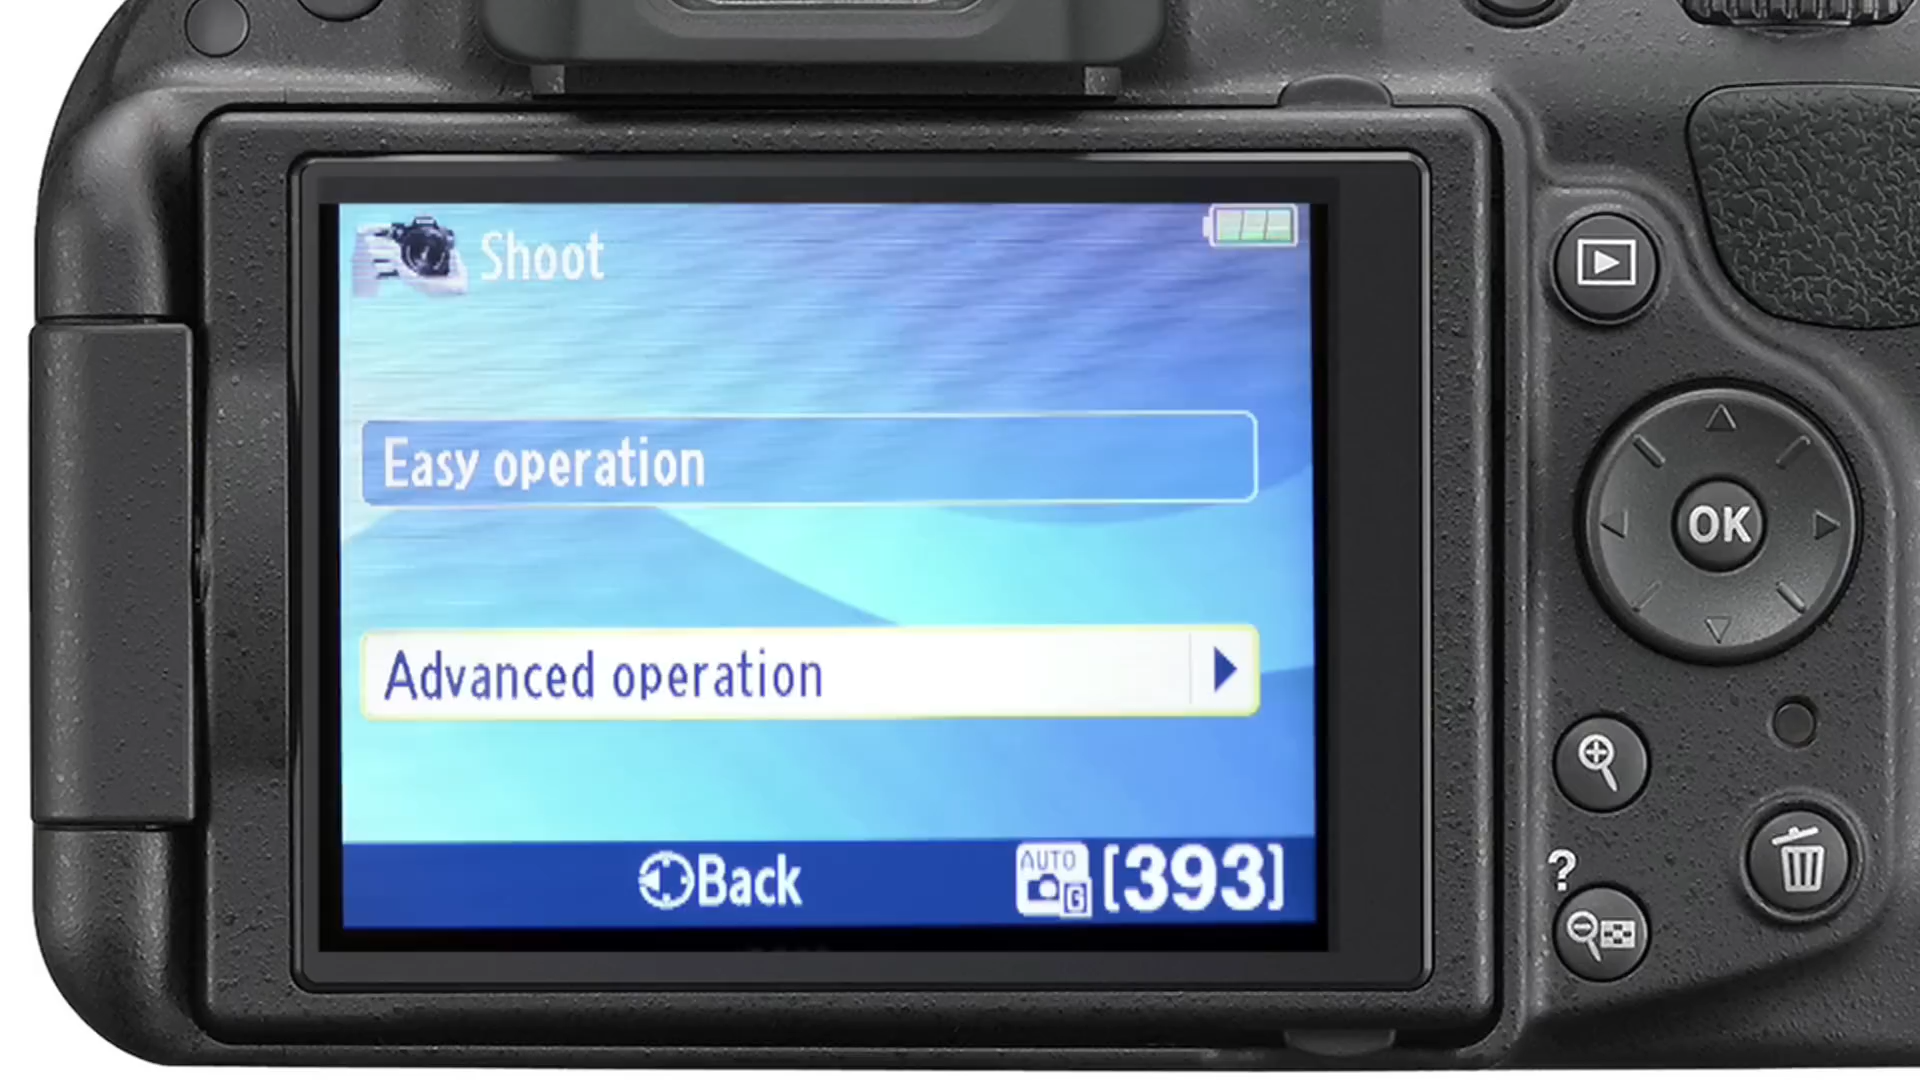 Shoot
Easy operation
Advanced operation
Back
AUTO
G
[393]
OK
?